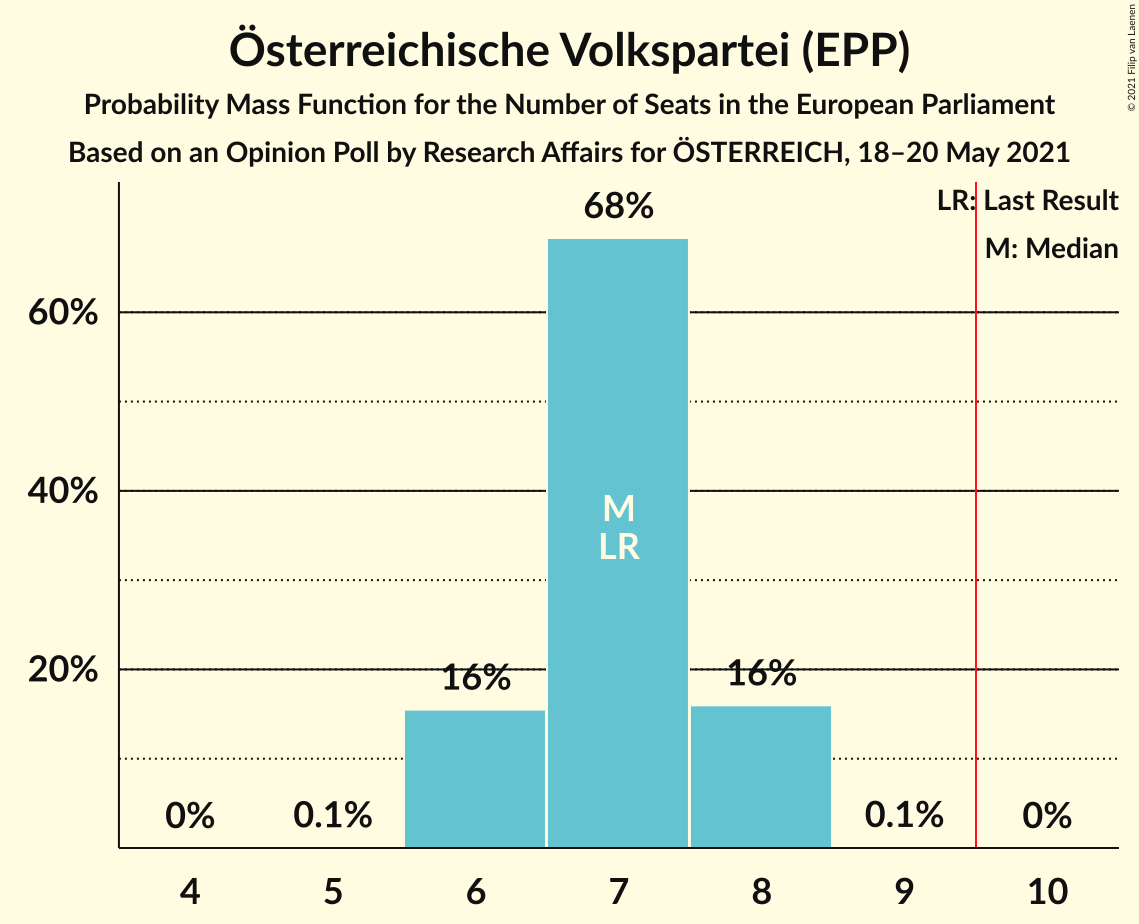 Österreichische Volkspartei (EPP)
Probability Mass Function for the Number of Seats in the European Parliament
Based on an Opinion Poll by Research Affairs for ÖSTERREICH, 18–20 May 2021
© 2021 Filip van Laenen
LR: Last Result
M: Median
68%
60%
40%
M
LR
20%
16%
16%
0%
0.1%
0.1%
0%
4
5
6
7
8
9
10